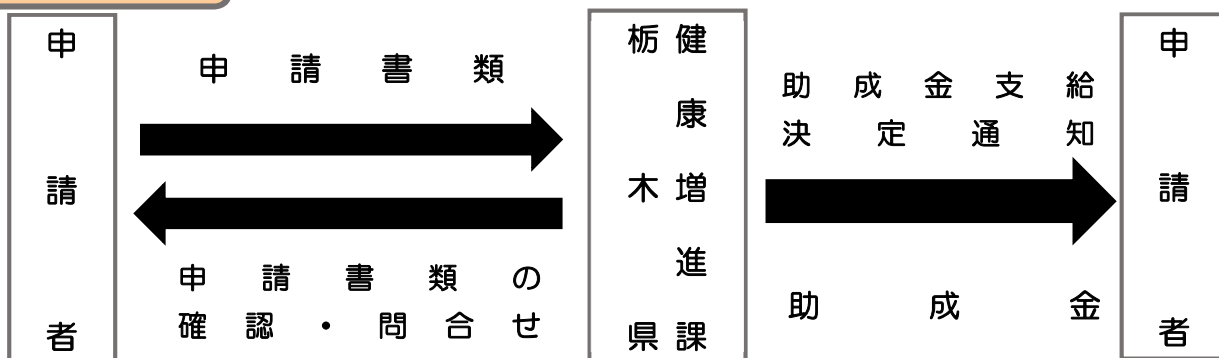 申請者
申請書類
申請書類の
確認・問合せ
栃木県
健康増進課
助成金支給
決定通知
助成金
申請者